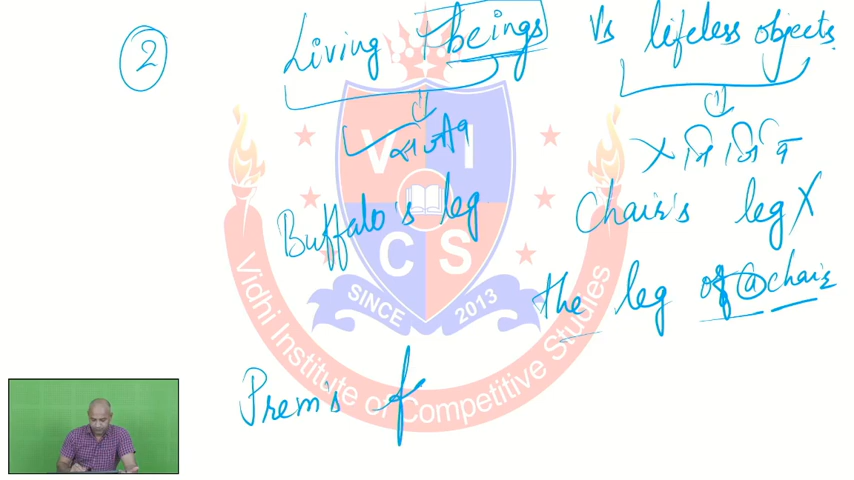 2 Living beings Vs lifeless objects.
सजीव निर्जीव
Buffalo's leg Chair's leg X
the leg of a chair
Prem's f
V I C S
SINCE 2013
Vidhi Institute of Competitive Studies